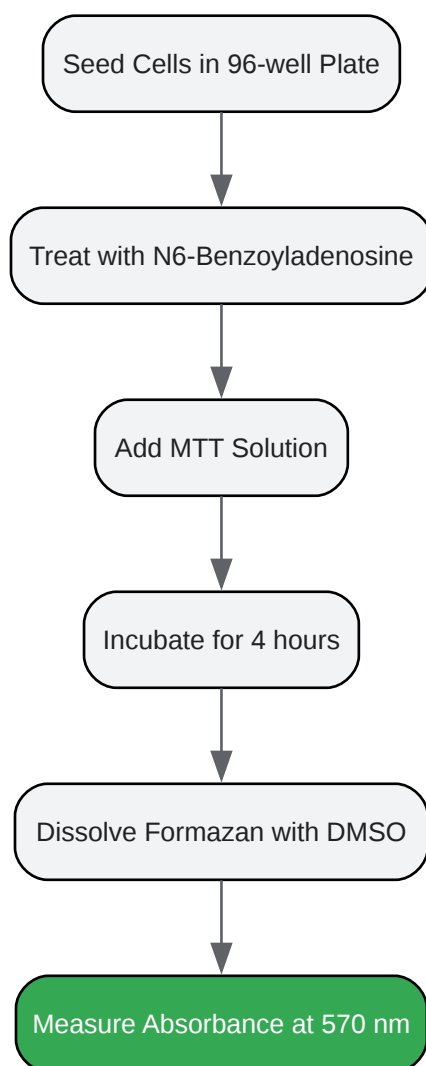 Seed Cells in 96-well Plate
Treat with N6-Benzoyladenosine
Add MTT Solution
Incubate for 4 hours
Dissolve Formazan with DMSO
Measure Absorbance at 570 nm